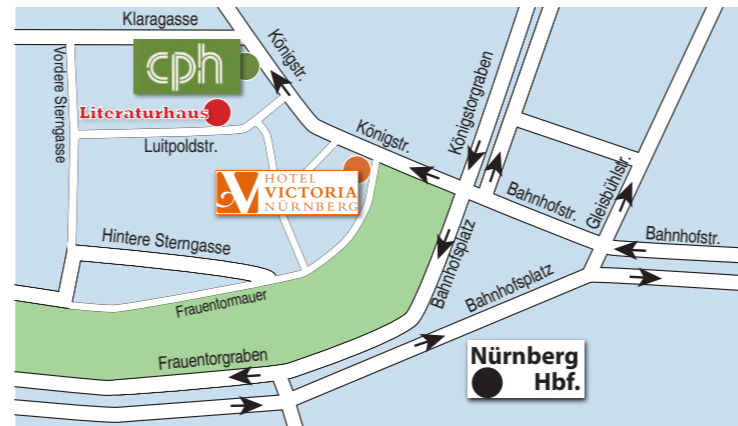 Klaragasse
Königstr.
Königstorgraben
cph
Vordere Sterngasse
Literaturhaus
Luitpoldstr.
Königstr.
Gleisbühlstr.
HOTEL
VICTORIA
NÜRNBERG
Bahnhofstr.
Bahnhofstr.
Hintere Sterngasse
Bahnhofsplatz
Bahnhofsplatz
Frauentormauer
Frauentorgraben
Nürnberg
Hbf.